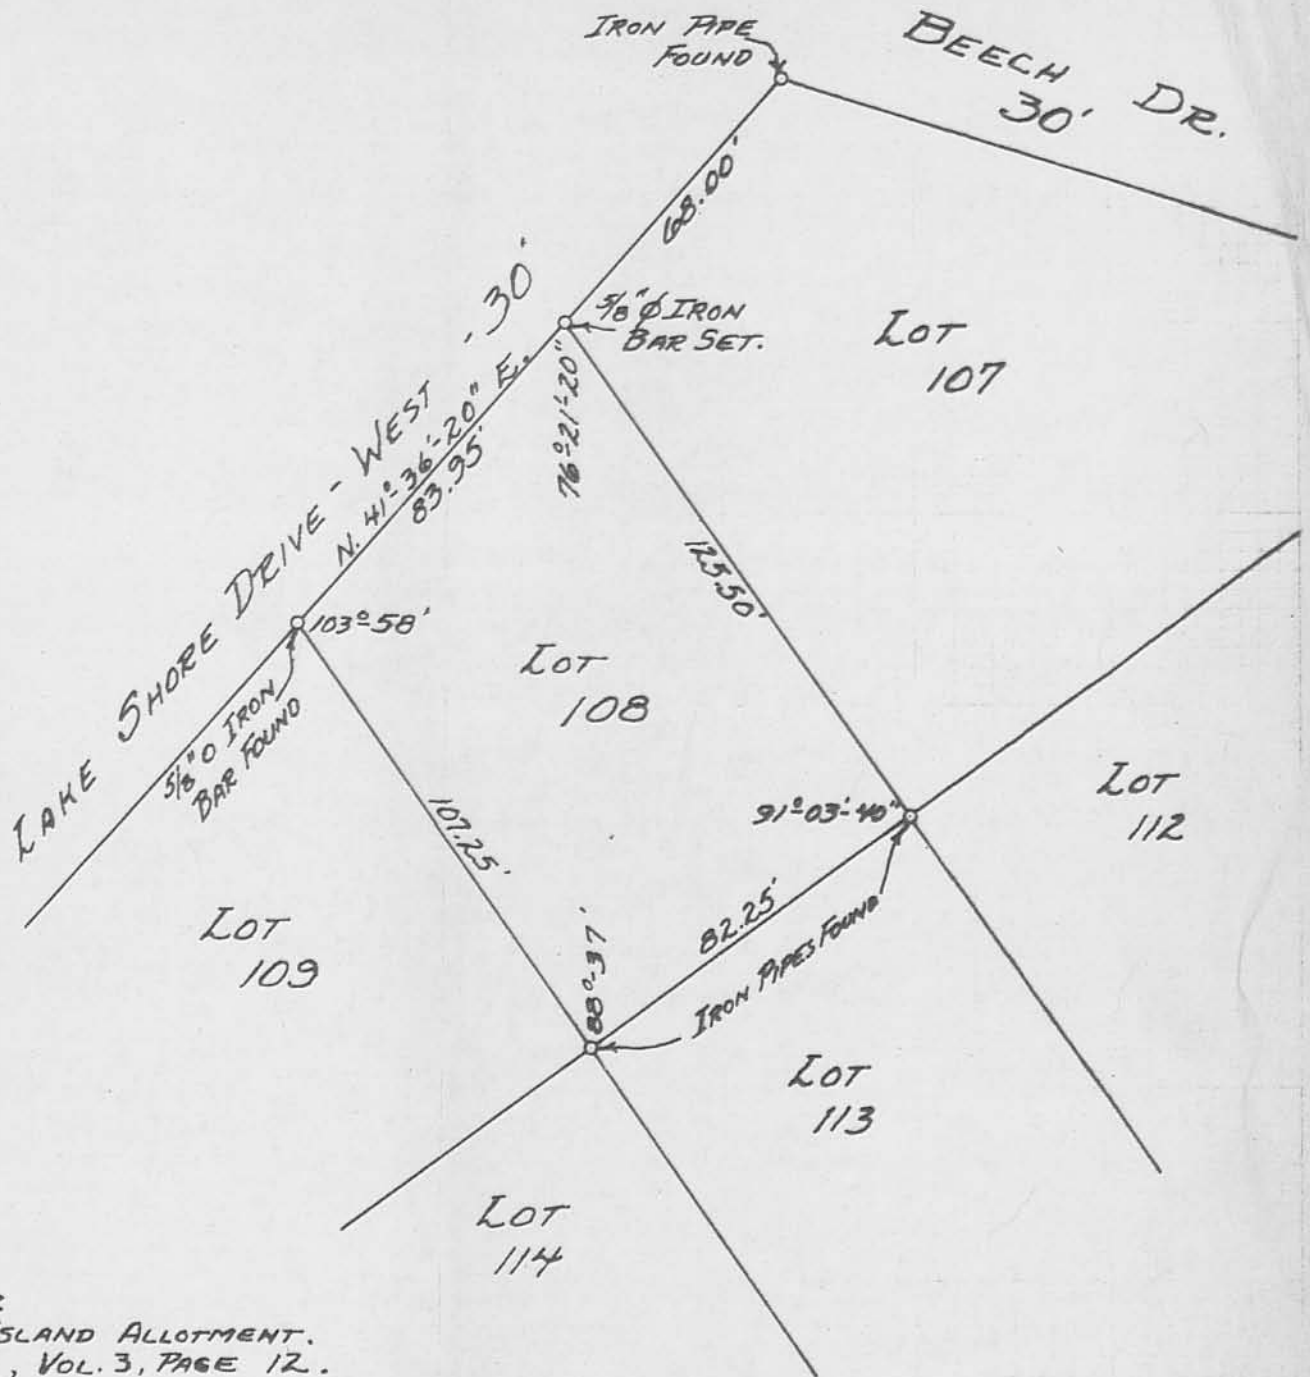 IRON PIPE
FOUND
BEECH DR.
30'
68.00'
LAKE SHORE DRIVE - WEST - 30'
5/8" ϕ IRON
BAR SET.
LOT
107
N. 41°-36'-20" E.
83.95'
76°-21'-20"
125.50'
103°-58'
5/8" O IRON
BAR FOUND
LOT
108
107.25'
91°-03'-40"
LOT
112
LOT
109
82.25'
88°-37'
IRON PIPES FOUND
LOT
113
LOT
114
ISLAND ALLOTMENT.
, VOL. 3, PAGE 12.